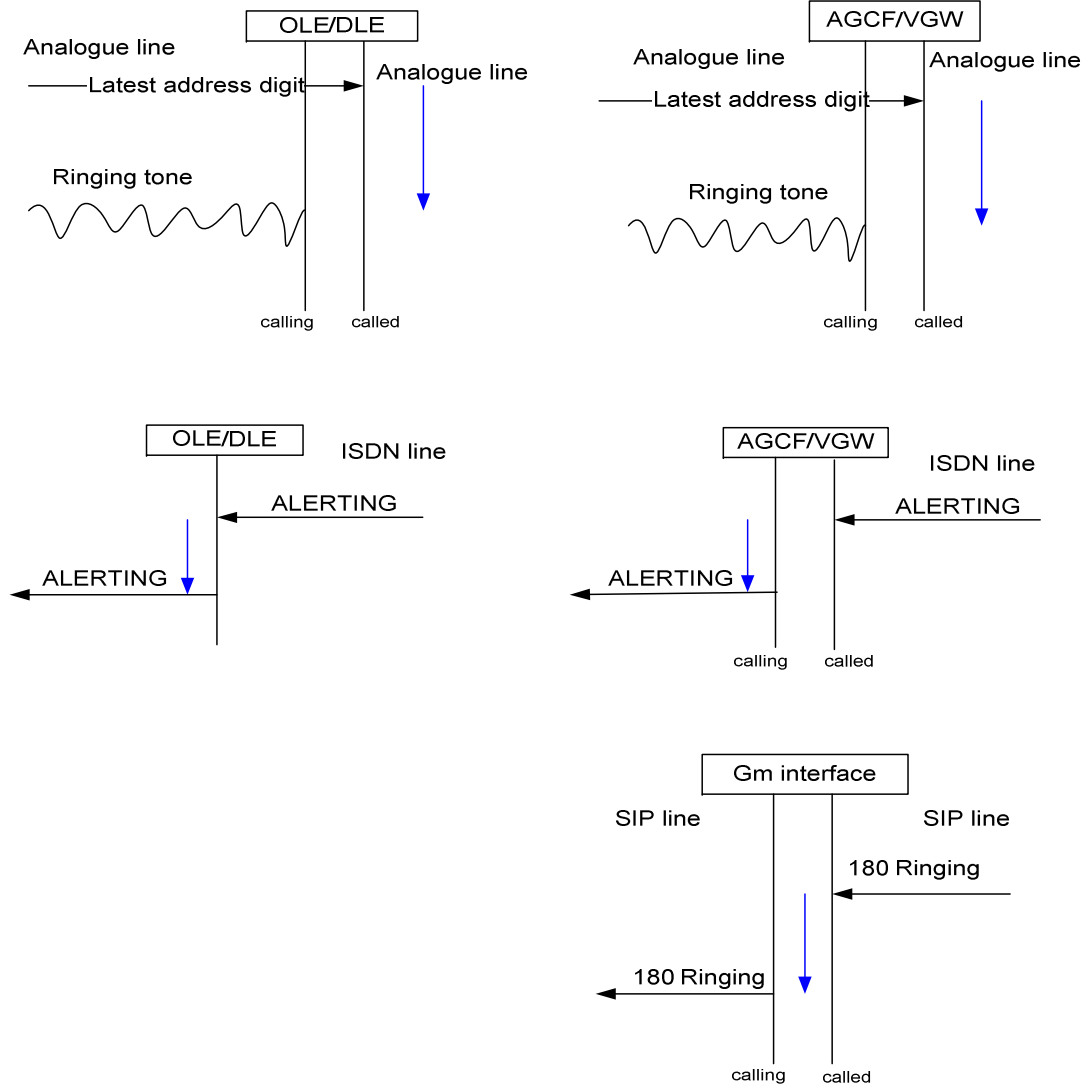 OLE/DLE
Analogue line
Analogue line
Latest address digit
Ringing tone
calling
called
AGCF/VGW
Analogue line
Analogue line
Latest address digit
Ringing tone
calling
called
OLE/DLE
ISDN line
ALERTING
ALERTING
AGCF/VGW
ISDN line
ALERTING
ALERTING
calling
called
Gm interface
SIP line
SIP line
180 Ringing
180 Ringing
calling
called